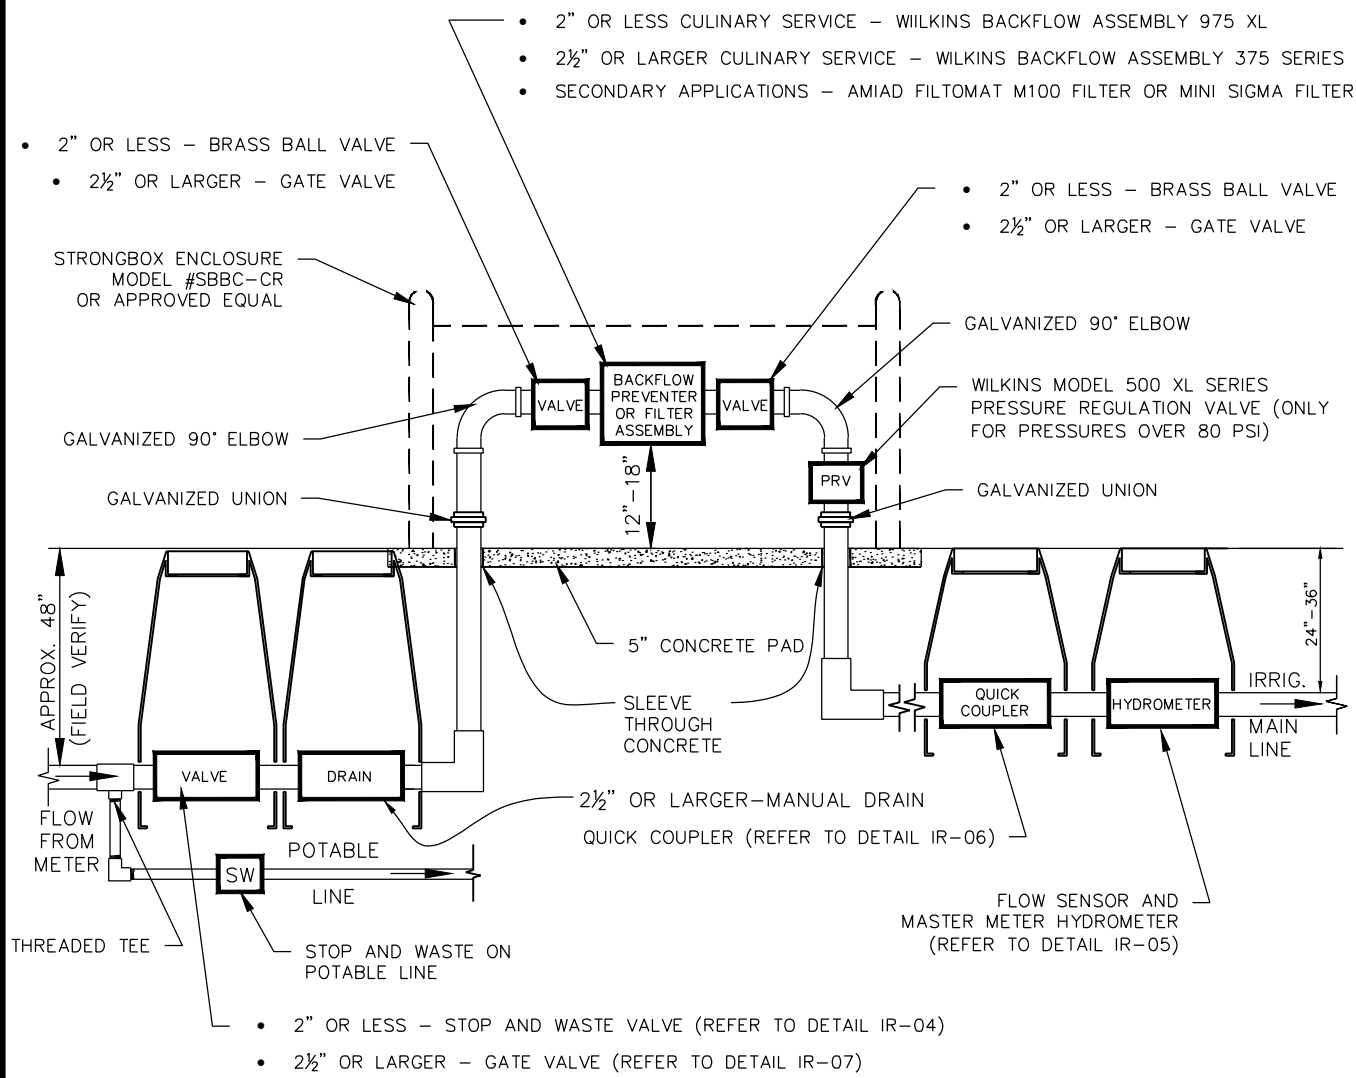 • 2” OR LESS CULINARY SERVICE – WIILKINS BACKFLOW ASSEMBLY 975 XL
• 2½” OR LARGER CULINARY SERVICE – WILKINS BACKFLOW ASSEMBLY 375 SERIES
• SECONDARY APPLICATIONS – AMIAD FILTOMAT M100 FILTER OR MINI SIGMA FILTER
• 2” OR LESS – BRASS BALL VALVE
• 2½” OR LARGER – GATE VALVE
• 2” OR LESS – BRASS BALL VALVE
• 2½” OR LARGER – GATE VALVE
STRONGBOX ENCLOSURE
MODEL #SBBC–CR
OR APPROVED EQUAL
GALVANIZED 90° ELBOW
WILKINS MODEL 500 XL SERIES
PRESSURE REGULATION VALVE (ONLY
FOR PRESSURES OVER 80 PSI)
VALVE
BACKFLOW
PREVENTER
OR FILTER
ASSEMBLY
VALVE
GALVANIZED 90° ELBOW
GALVANIZED UNION
12”–18”
PRV
GALVANIZED UNION
APPROX. 48”
(FIELD VERIFY)
5” CONCRETE PAD
24"–36"
SLEEVE
THROUGH
CONCRETE
QUICK
COUPLER
HYDROMETER
IRRIG.
MAIN
LINE
VALVE
DRAIN
2½” OR LARGER–MANUAL DRAIN
QUICK COUPLER (REFER TO DETAIL IR–06)
FLOW
FROM
METER
POTABLE
LINE
SW
FLOW SENSOR AND
MASTER METER HYDROMETER
(REFER TO DETAIL IR–05)
THREADED TEE
STOP AND WASTE ON
POTABLE LINE
• 2” OR LESS – STOP AND WASTE VALVE (REFER TO DETAIL IR–04)
• 2½” OR LARGER – GATE VALVE (REFER TO DETAIL IR–07)